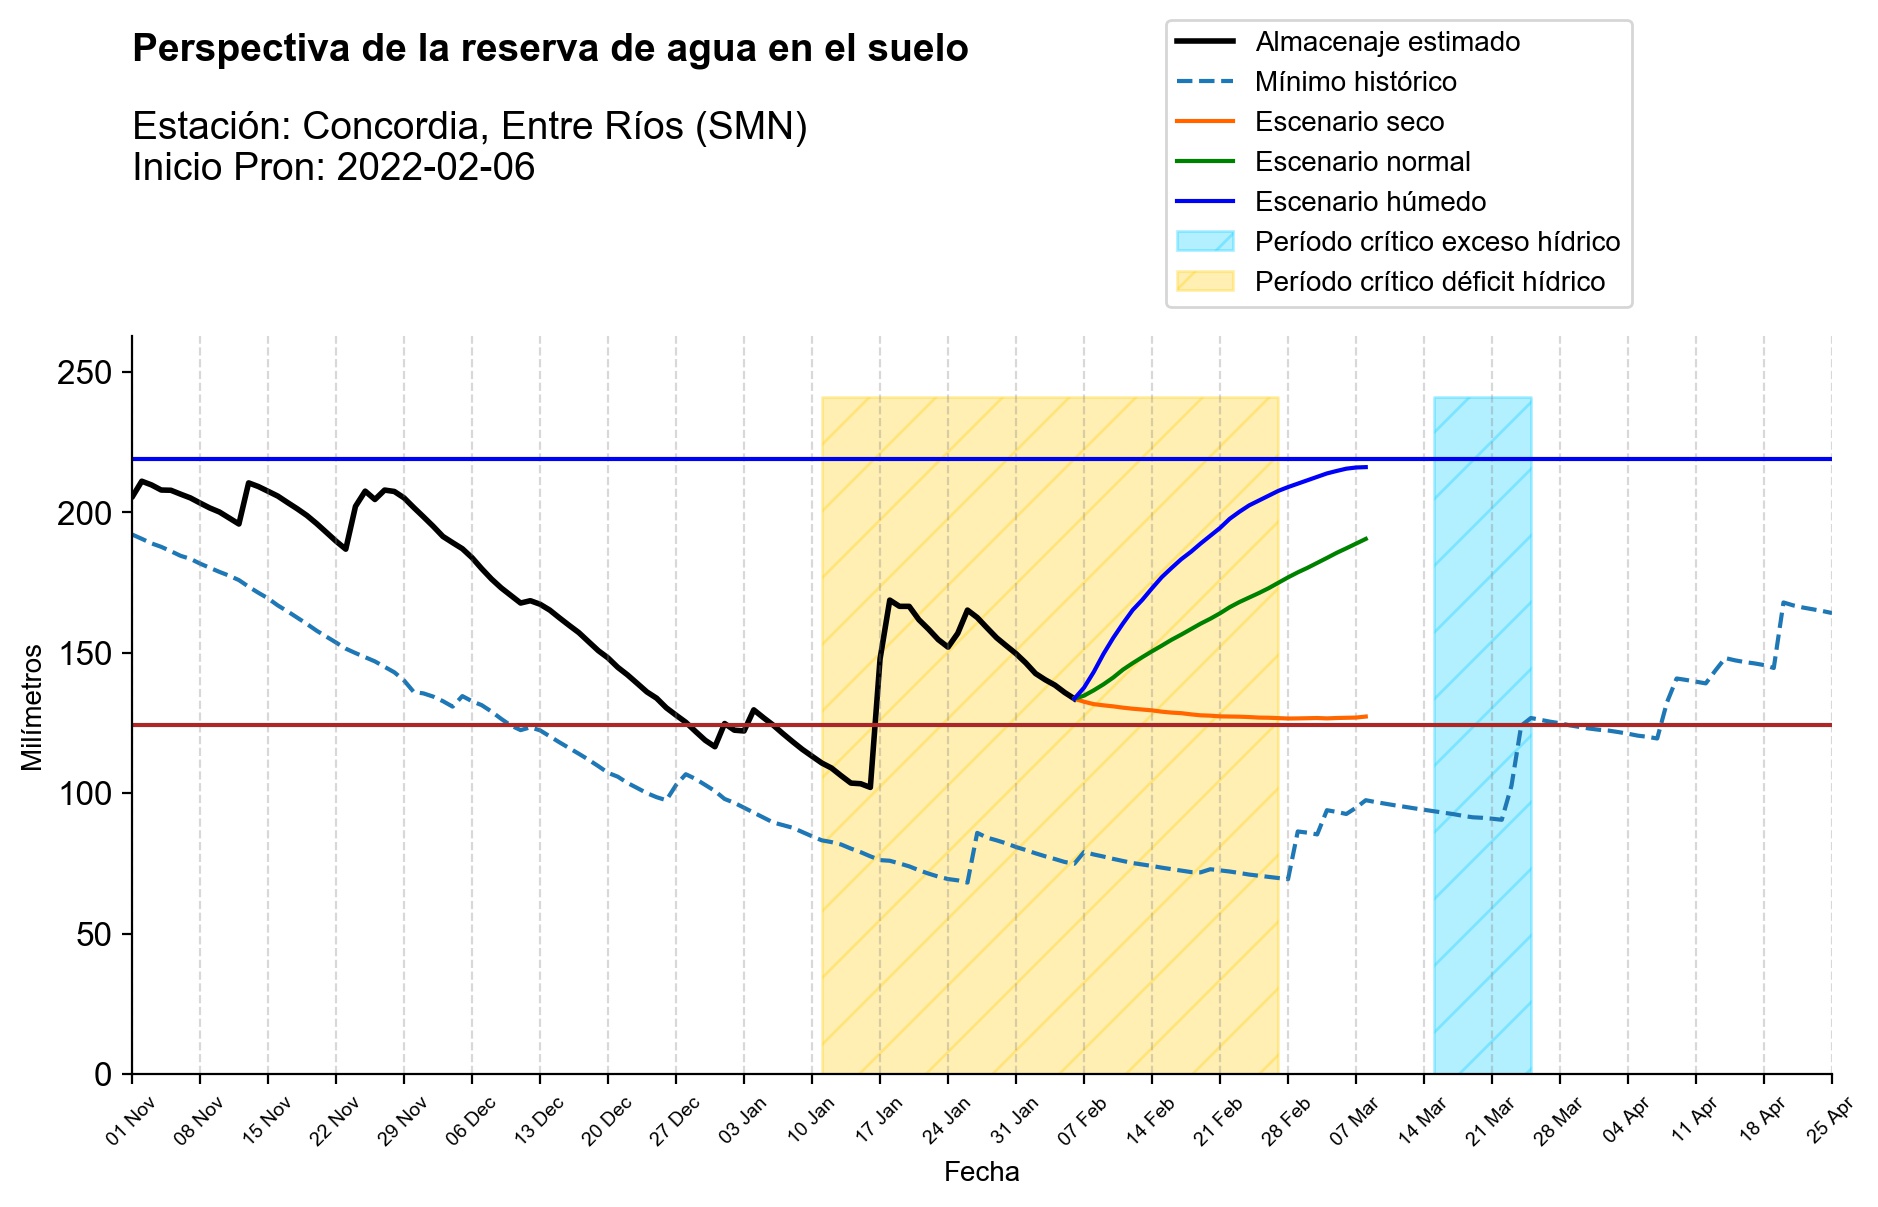 Perspectiva de la reserva de agua en el suelo
Estación: Concordia, Entre Ríos (SMN)
Inicio Pron: 2022-02-06
Almacenaje estimado
Mínimo histórico
Escenario seco
Escenario normal
Escenario húmedo
Período crítico exceso hídrico
Período crítico déficit hídrico
250
200
150
100
50
0
Milímetros
01 Nov
08 Nov
15 Nov
22 Nov
29 Nov
06 Dec
13 Dec
20 Dec
27 Dec
03 Jan
10 Jan
17 Jan
24 Jan
31 Jan
07 Feb
14 Feb
21 Feb
28 Feb
07 Mar
14 Mar
21 Mar
28 Mar
04 Apr
11 Apr
18 Apr
25 Apr
Fecha